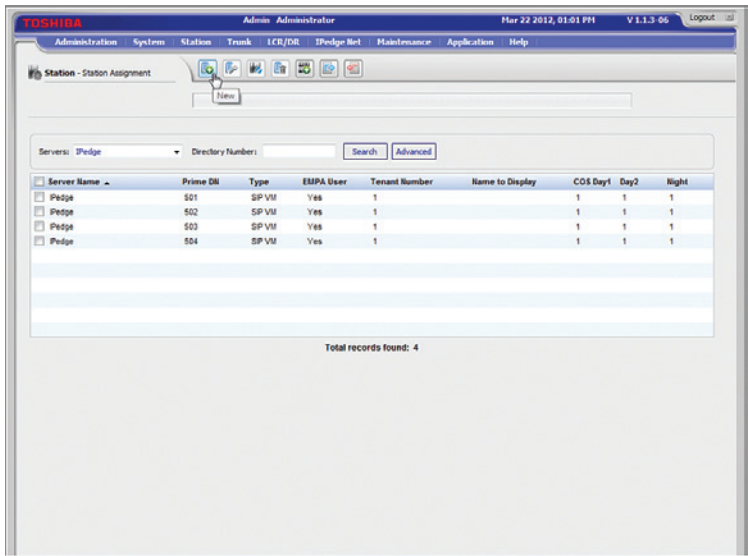 TOSHIBA Admin Administrator Mar 22 2012, 01:01 PM V 1.1.3-06 Logout
Administration System Station Trunk LCR/DR IPedge Net Maintenance Application Help
Station - Station Assignment
New
Servers: IPedge Directory Number: Search Advanced
Server Name Prime DN Type EMPA User Tenant Number Name to Display COS Day1 Day2 Night
IPedge 501 SIP VM Yes 1 1 1 1
IPedge 502 SIP VM Yes 1 1 1 1
IPedge 503 SIP VM Yes 1 1 1 1
IPedge 504 SIP VM Yes 1 1 1 1
Total records found: 4